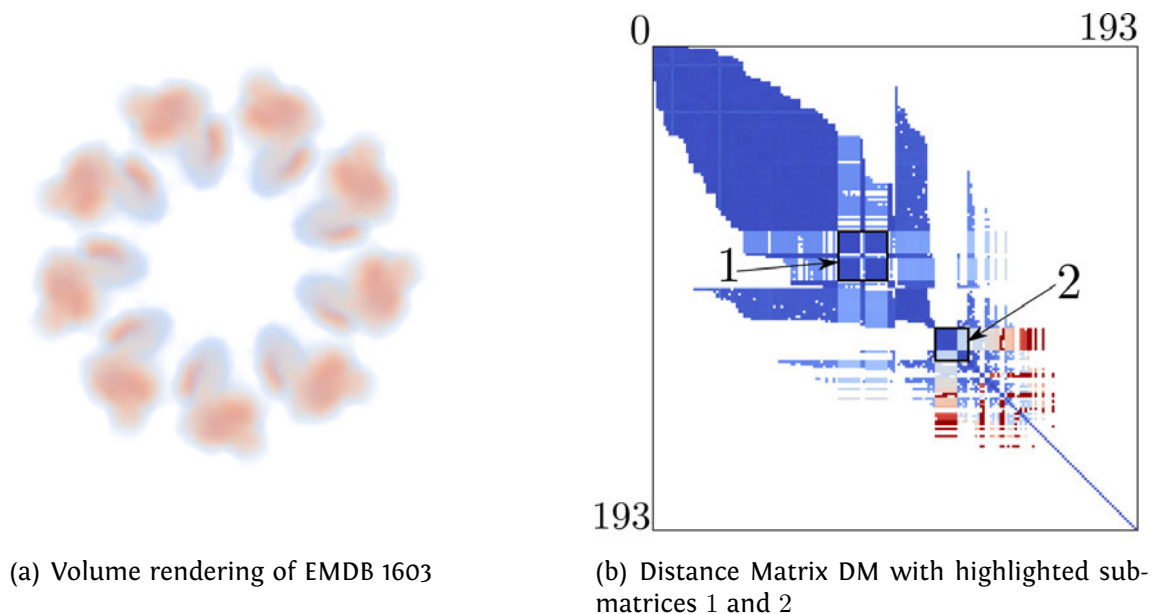 0
193
1
2
193
(a) Volume rendering of EMDB 1603
(b) Distance Matrix DM with highlighted sub-
matrices 1 and 2